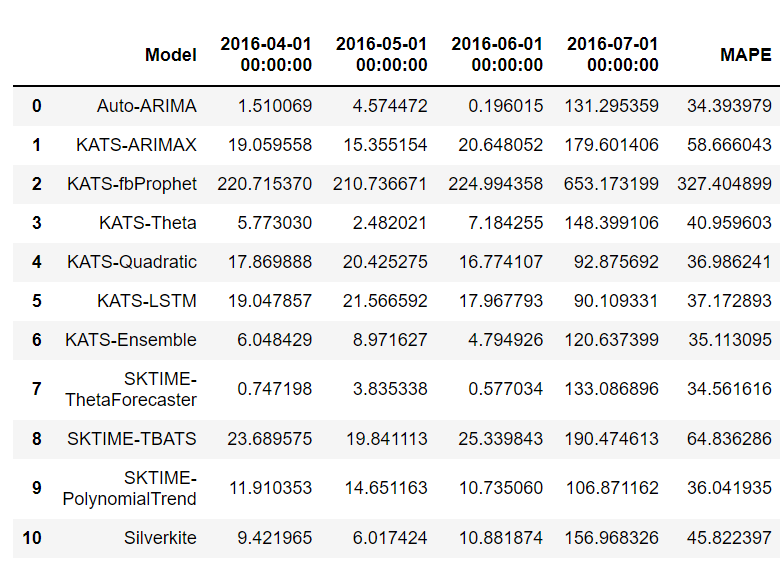 Model 2016-04-01 00:00:00 2016-05-01 00:00:00 2016-06-01 00:00:00 2016-07-01 00:00:00 MAPE
0 Auto-ARIMA 1.510069 4.574472 0.196015 131.295359 34.393979
1 KATS-ARIMAX 19.059558 15.355154 20.648052 179.601406 58.666043
2 KATS-fbProphet 220.715370 210.736671 224.994358 653.173199 327.404899
3 KATS-Theta 5.773030 2.482021 7.184255 148.399106 40.959603
4 KATS-Quadratic 17.869888 20.425275 16.774107 92.875692 36.986241
5 KATS-LSTM 19.047857 21.566592 17.967793 90.109331 37.172893
6 KATS-Ensemble 6.048429 8.971627 4.794926 120.637399 35.113095
7 SKTIME-ThetaForecaster 0.747198 3.835338 0.577034 133.086896 34.561616
8 SKTIME-TBATS 23.689575 19.841113 25.339843 190.474613 64.836286
9 SKTIME-PolynomialTrend 11.910353 14.651163 10.735060 106.871162 36.041935
10 Silverkite 9.421965 6.017424 10.881874 156.968326 45.822397